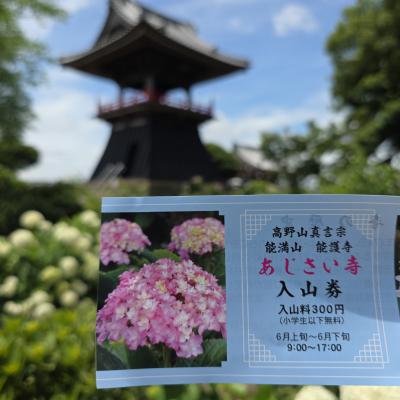 高野山真言宗
能満山 能護寺
あじさい寺
入山券
入山料300円
(小学生以下無料)
6月上旬〜6月下旬
9:00〜17:00